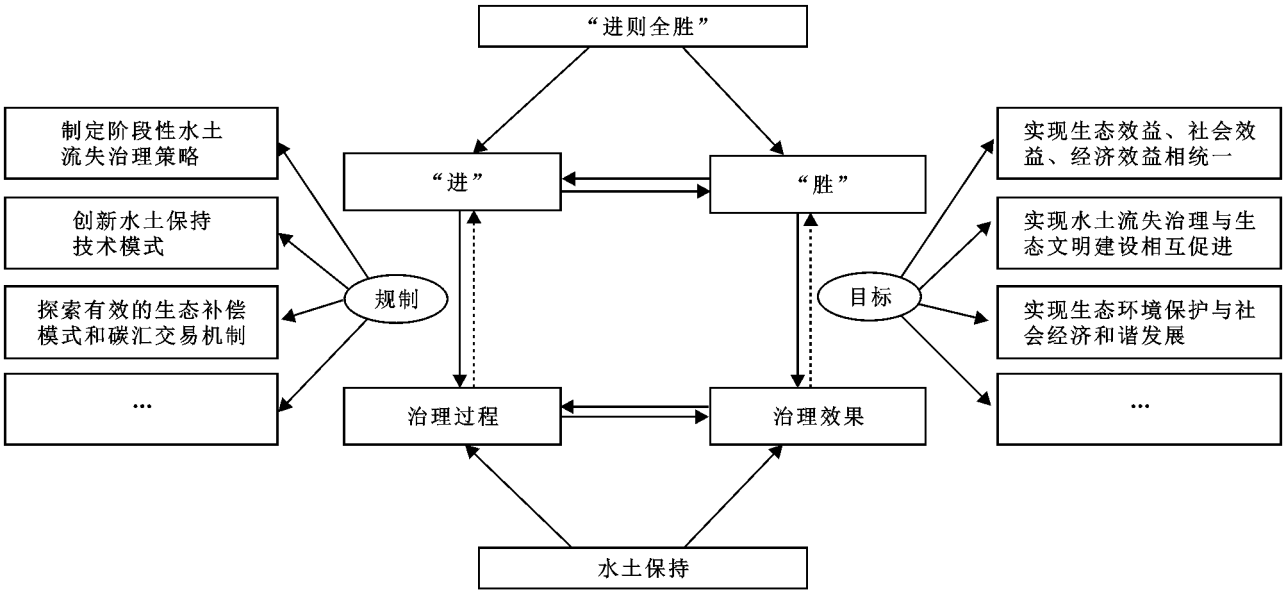 “进则全胜”
制定阶段性水土
流失治理策略
创新水土保持
技术模式
探索有效的生态补偿
模式和碳汇交易机制
...
“进”
“胜”
规制
目标
治理过程
治理效果
实现生态效益、社会效
益、经济效益相统一
实现水土流失治理与生
态文明建设相互促进
实现生态环境保护与社
会经济和谐发展
...
水土保持